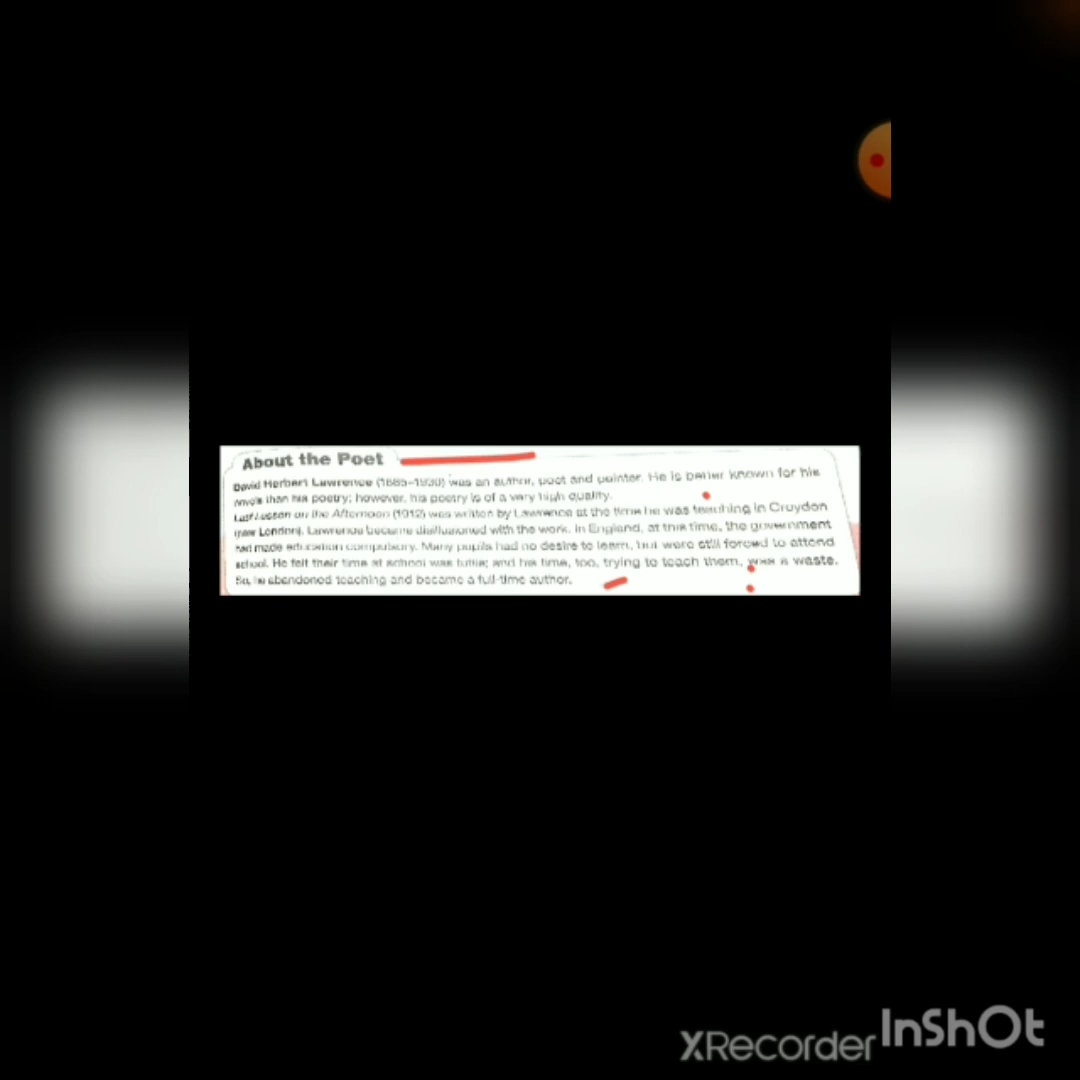 About the Poet
David Herbert Lawrence (1885–1930) was an author, poet and painter. He is better known for his
novels than his poetry; however, his poetry is of a very high quality.
Last Lesson on the Afternoon (1912) was written by Lawrence at the time he was teaching in Croydon
(now London). Lawrence became disillusioned with the work. In England, at this time, the government
had made education compulsory. Many pupils had no desire to learn, but were still forced to attend
school. He felt their time at school was futile; and his time, too, trying to teach them, was a waste.
So, he abandoned teaching and became a full-time author.
XRecorder InShOt